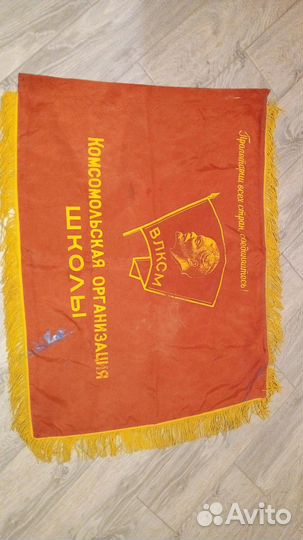 Пролетарии всех стран, соединяйтесь!
ВЛКСМ
КОМСОМОЛЬСКАЯ ОРГАНИЗАЦИЯ
ШКОЛЫ
Avito